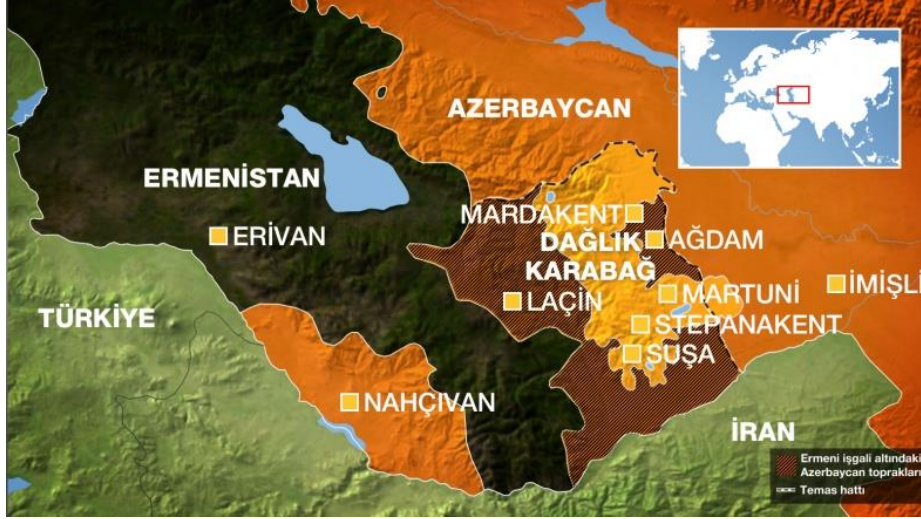 AZERBAYCAN
ERMENİSTAN
ERİVAN
MARDAKENT
DAĞLIK
KARABAĞ
AĞDAM
LAÇİN
MARTUNİ
İMİŞLİ
TÜRKİYE
STEPANAKENT
ŞUŞA
NAHÇIVAN
İRAN
Ermeni işgali altındaki
Azerbaycan toprakları
Temas hattı